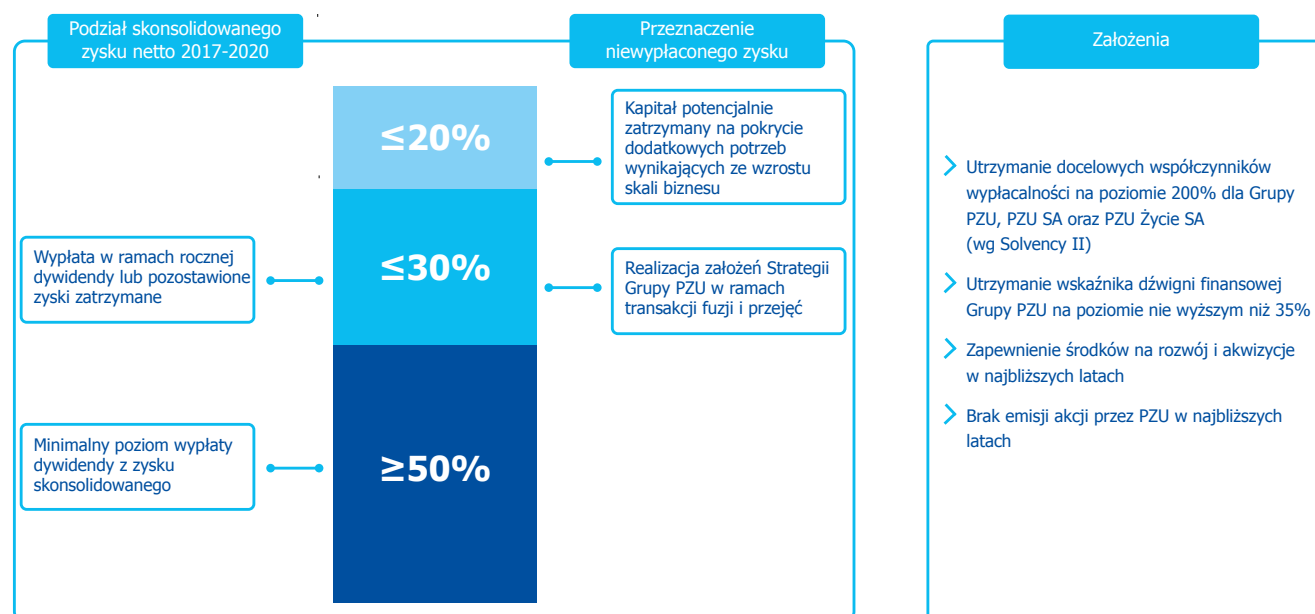 Podział skonsolidowanego
zysku netto 2017-2020
Przeznaczenie
niewypłaconego zysku
≤20%
Kapitał potencjalnie
zatrzymany na pokrycie
dodatkowych potrzeb
wynikających ze wzrostu
skali biznesu
Wypłata w ramach rocznej
dywidendy lub pozostawione
zyski zatrzymane
≤30%
Realizacja założeń Strategii
Grupy PZU w ramach
transakcji fuzji i przejęć
Minimalny poziom wypłaty
dywidendy z zysku
skonsolidowanego
≥50%
Założenia
Utrzymanie docelowych współczynników
wypłacalności na poziomie 200% dla Grupy
PZU, PZU SA oraz PZU Życie SA
(wg Solvency II)
Utrzymanie wskaźnika dźwigni finansowej
Grupy PZU na poziomie nie wyższym niż 35%
Zapewnienie środków na rozwój i akwizycje
w najbliższych latach
Brak emisji akcji przez PZU w najbliższych
latach